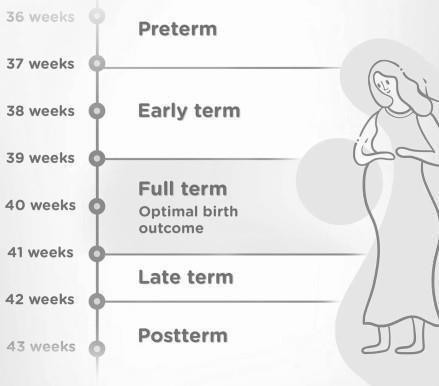 36 weeks
Preterm
37 weeks
38 weeks
Early term
39 weeks
Full term
40 weeks
Optimal birth
outcome
41 weeks
Late term
42 weeks
Postterm
43 weeks